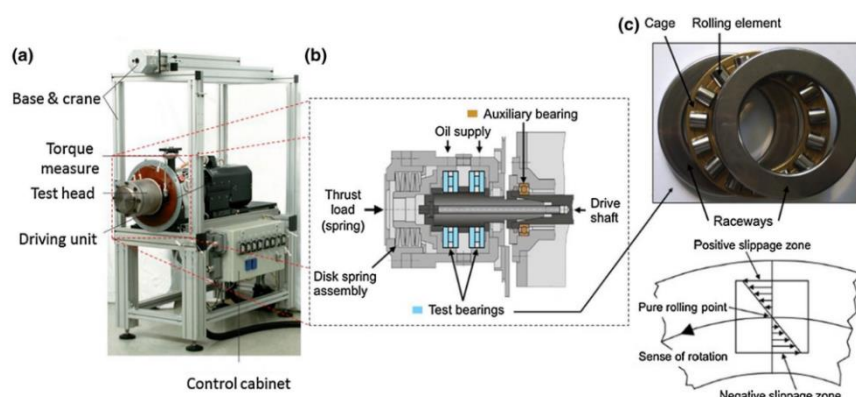 (a)
Base & crane
Torque
measure
Test head
Driving unit
Control cabinet
(b)
Auxiliary bearing
Oil supply
Thrust
load
(spring)
Drive
shaft
Disk spring
assembly
Test bearings
(c)
Cage
Rolling element
Raceways
Positive slippage zone
Pure rolling point
Sense of rotation
Negative slippage zone